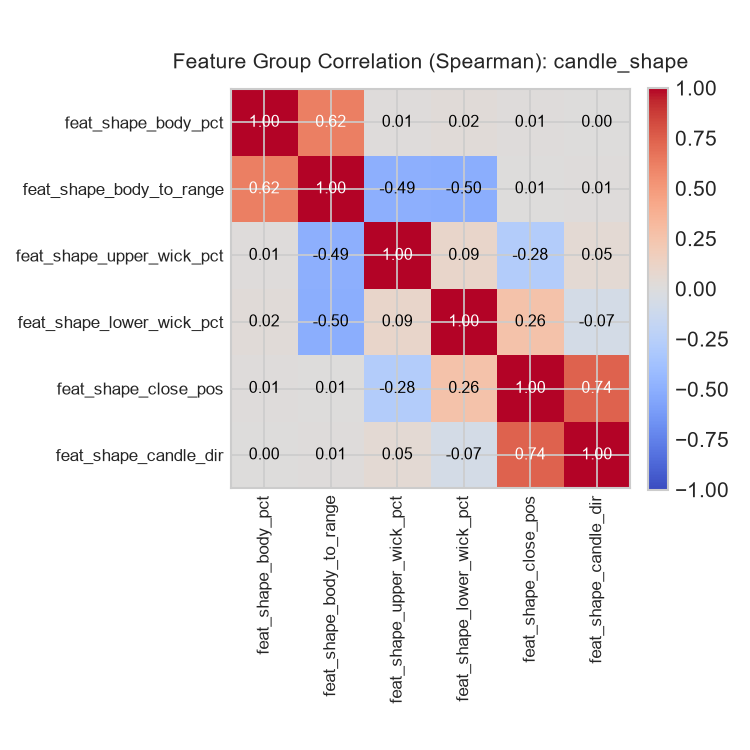 Feature Group Correlation (Spearman): candle_shape
feat_shape_body_pct 1.00 0.62 0.01 0.02 0.01 0.00
feat_shape_body_to_range 0.62 1.00 -0.49 -0.50 0.01 0.01
feat_shape_upper_wick_pct 0.01 -0.49 1.00 0.09 -0.28 0.05
feat_shape_lower_wick_pct 0.02 -0.50 0.09 1.00 0.26 -0.07
feat_shape_close_pos 0.01 0.01 -0.28 0.26 1.00 0.74
feat_shape_candle_dir 0.00 0.01 0.05 -0.07 0.74 1.00
feat_shape_body_pct
feat_shape_body_to_range
feat_shape_upper_wick_pct
feat_shape_lower_wick_pct
feat_shape_close_pos
feat_shape_candle_dir
1.00
0.75
0.50
0.25
0.00
−0.25
−0.50
−0.75
−1.00